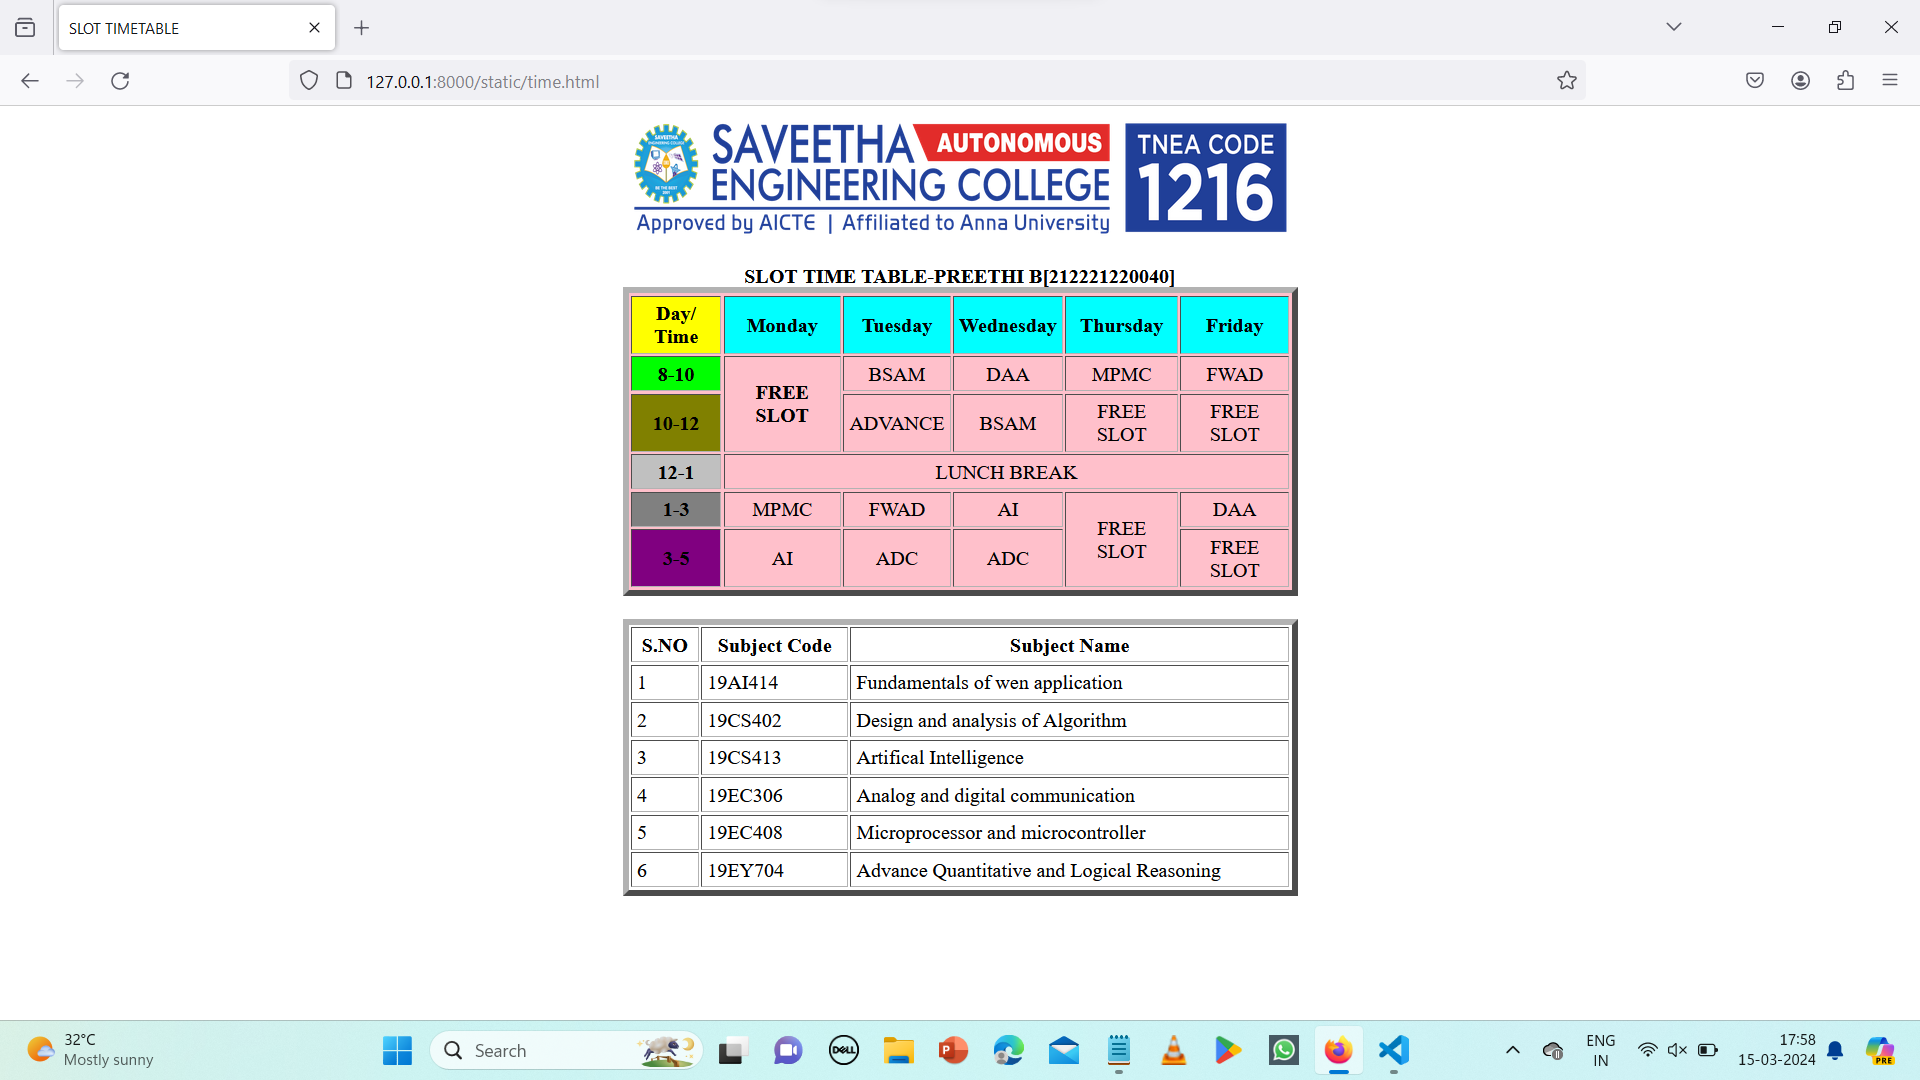 SLOT TIMETABLE
127.0.0.1:8000/static/time.html
SAVEETHA AUTONOMOUS
ENGINEERING COLLEGE
Approved by AICTE | Affiliated to Anna University
TNEA CODE
1216
SLOT TIME TABLE-PREETHI B[212221220040]
Day/ Time Monday Tuesday Wednesday Thursday Friday
8-10 FREE SLOT BSAM DAA MPMC FWAD
10-12 ADVANCE BSAM FREE SLOT FREE SLOT
12-1 LUNCH BREAK
1-3 MPMC FWAD AI FREE SLOT DAA
3-5 AI ADC ADC FREE SLOT
S.NO Subject Code Subject Name
1 19AI414 Fundamentals of wen application
2 19CS402 Design and analysis of Algorithm
3 19CS413 Artifical Intelligence
4 19EC306 Analog and digital communication
5 19EC408 Microprocessor and microcontroller
6 19EY704 Advance Quantitative and Logical Reasoning
32°C
Mostly sunny
Search
DELL
ENG
IN
17:58
15-03-2024
PRE